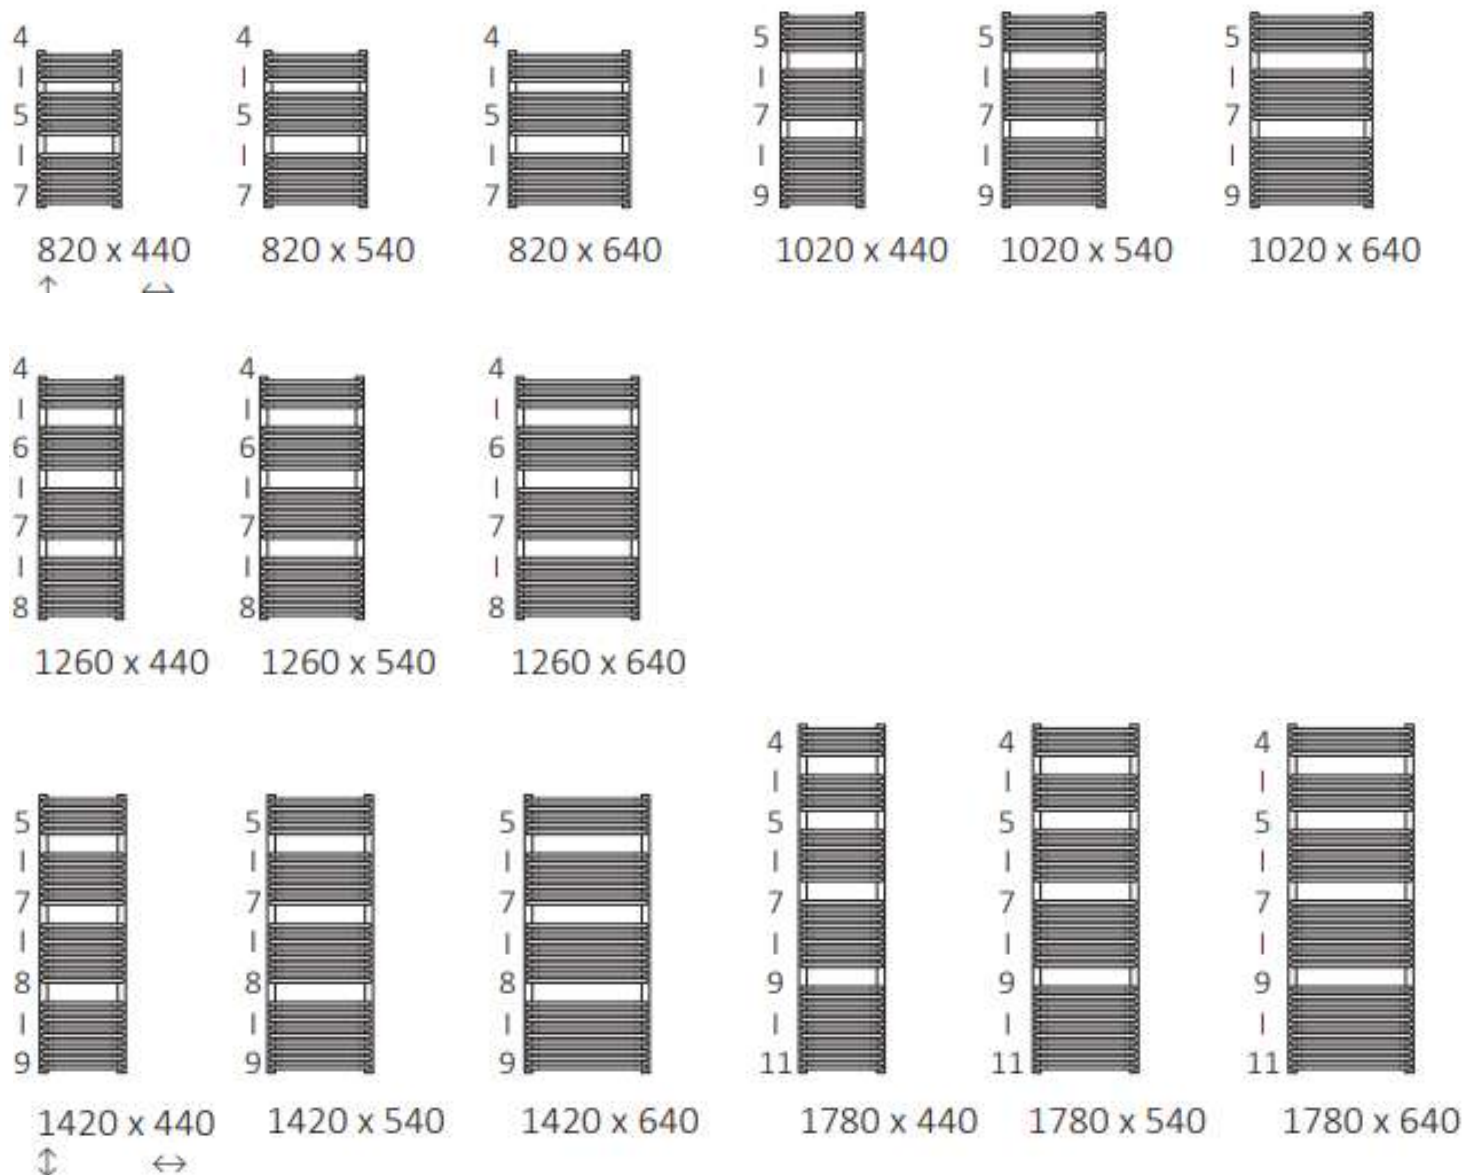 4 4 4 5 5 5
I I I I I I
5 5 5 7 7 7
I I I I I I
7 7 7 9 9 9
820 x 440 820 x 540 820 x 640 1020 x 440 1020 x 540 1020 x 640
↑ ↔
4 4 4
I I I
6 6 6
I I I
7 7 7
I I I
8 8 8
1260 x 440 1260 x 540 1260 x 640
4 4 4
I I I
5 5 5 5 5 5
I I I I I I
7 7 7 7 7 7
I I I I I I
8 8 8 9 9 9
I I I I I I
9 9 9 11 11 11
1420 x 440 1420 x 540 1420 x 640 1780 x 440 1780 x 540 1780 x 640
↕ ↔